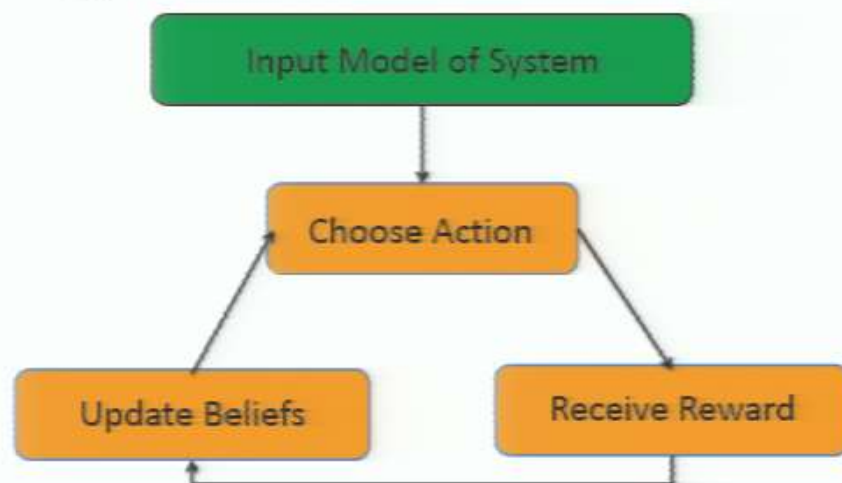 Input Model of System
Choose Action
Update Beliefs
Receive Reward